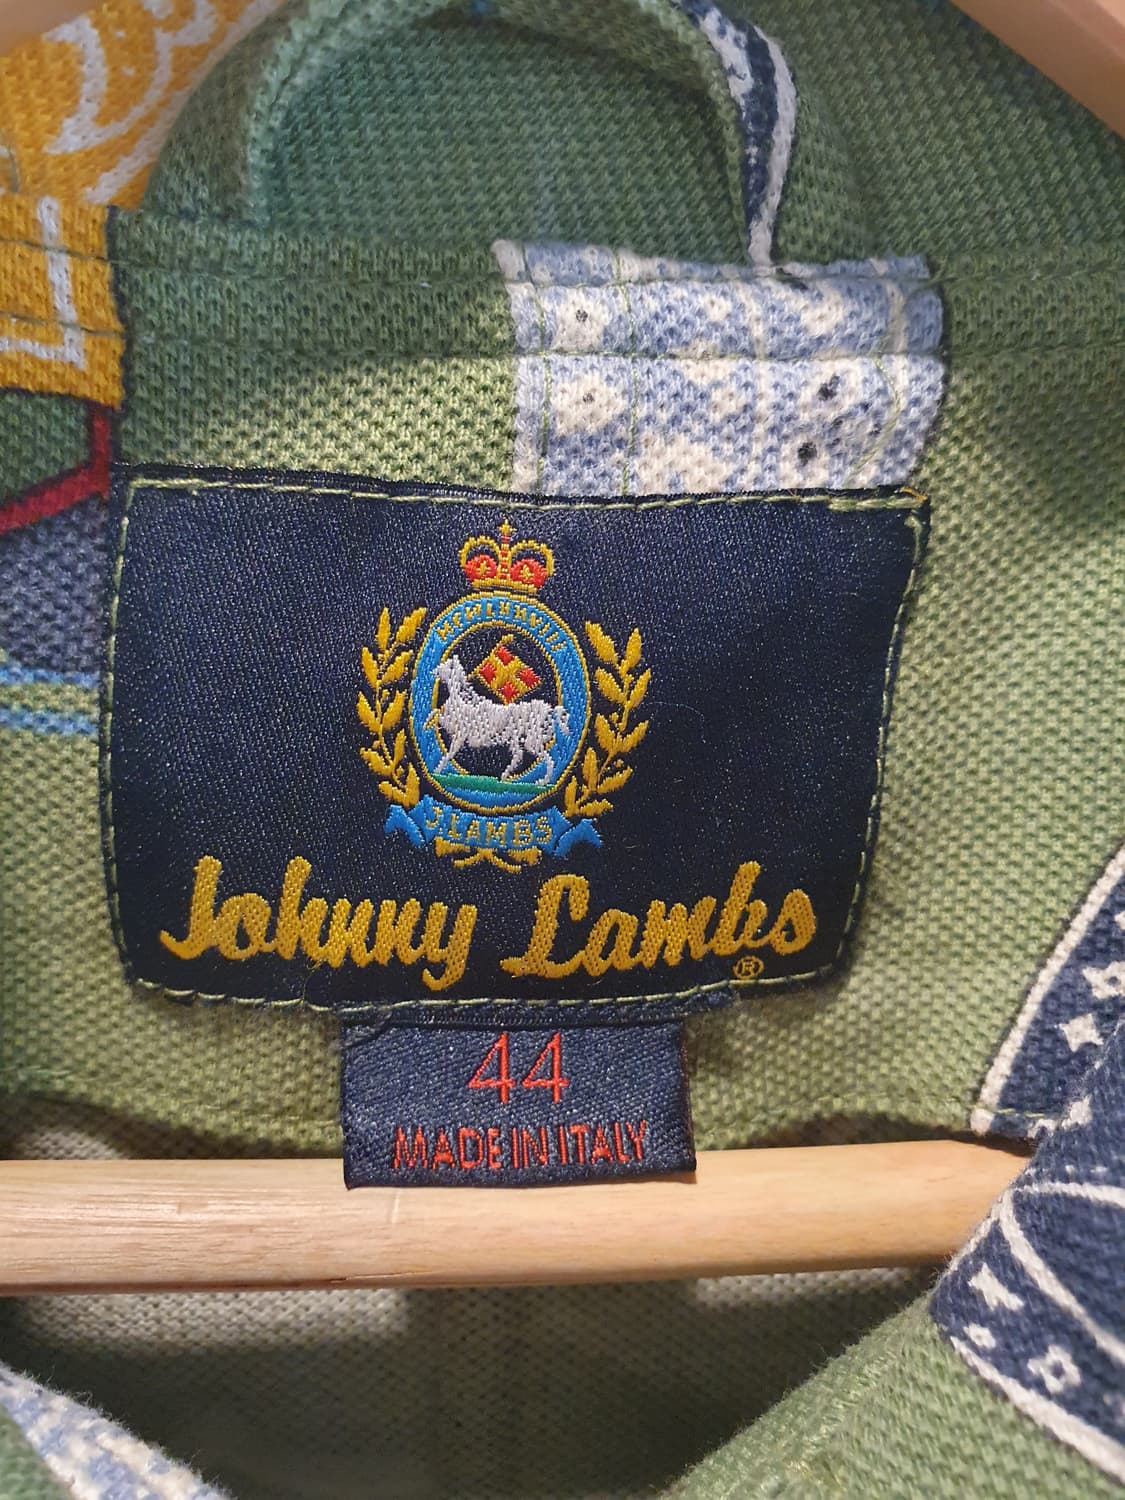 J.LAMBS
Johnny Lambs
®
44
MADE IN ITALY